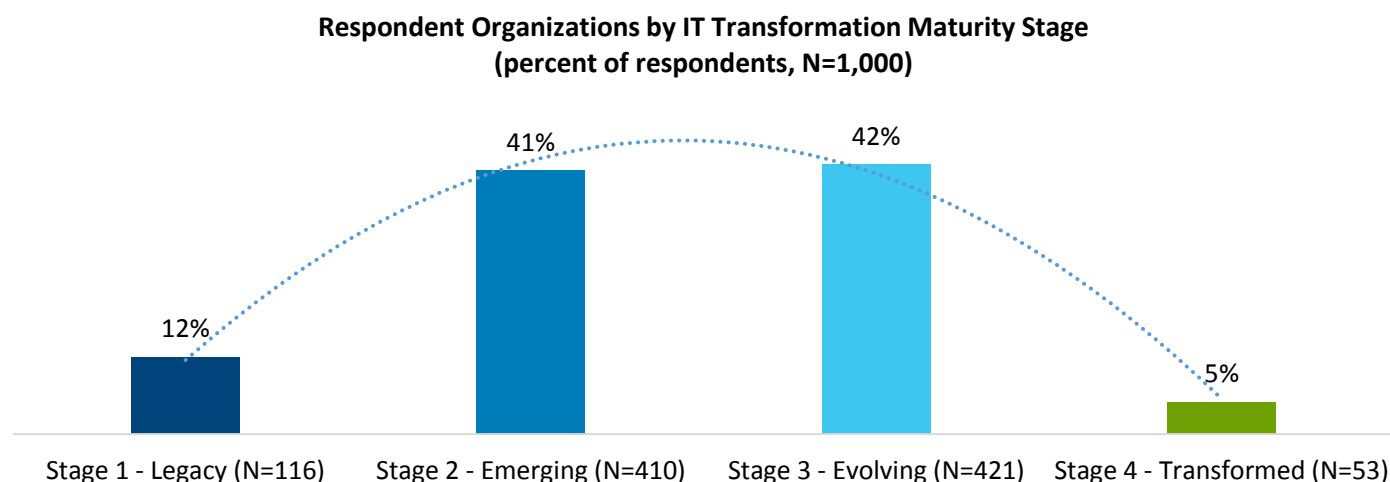 Respondent Organizations by IT Transformation Maturity Stage
(percent of respondents, N=1,000)
12%
41%
42%
5%
Stage 1 - Legacy (N=116)
Stage 2 - Emerging (N=410)
Stage 3 - Evolving (N=421)
Stage 4 - Transformed (N=53)